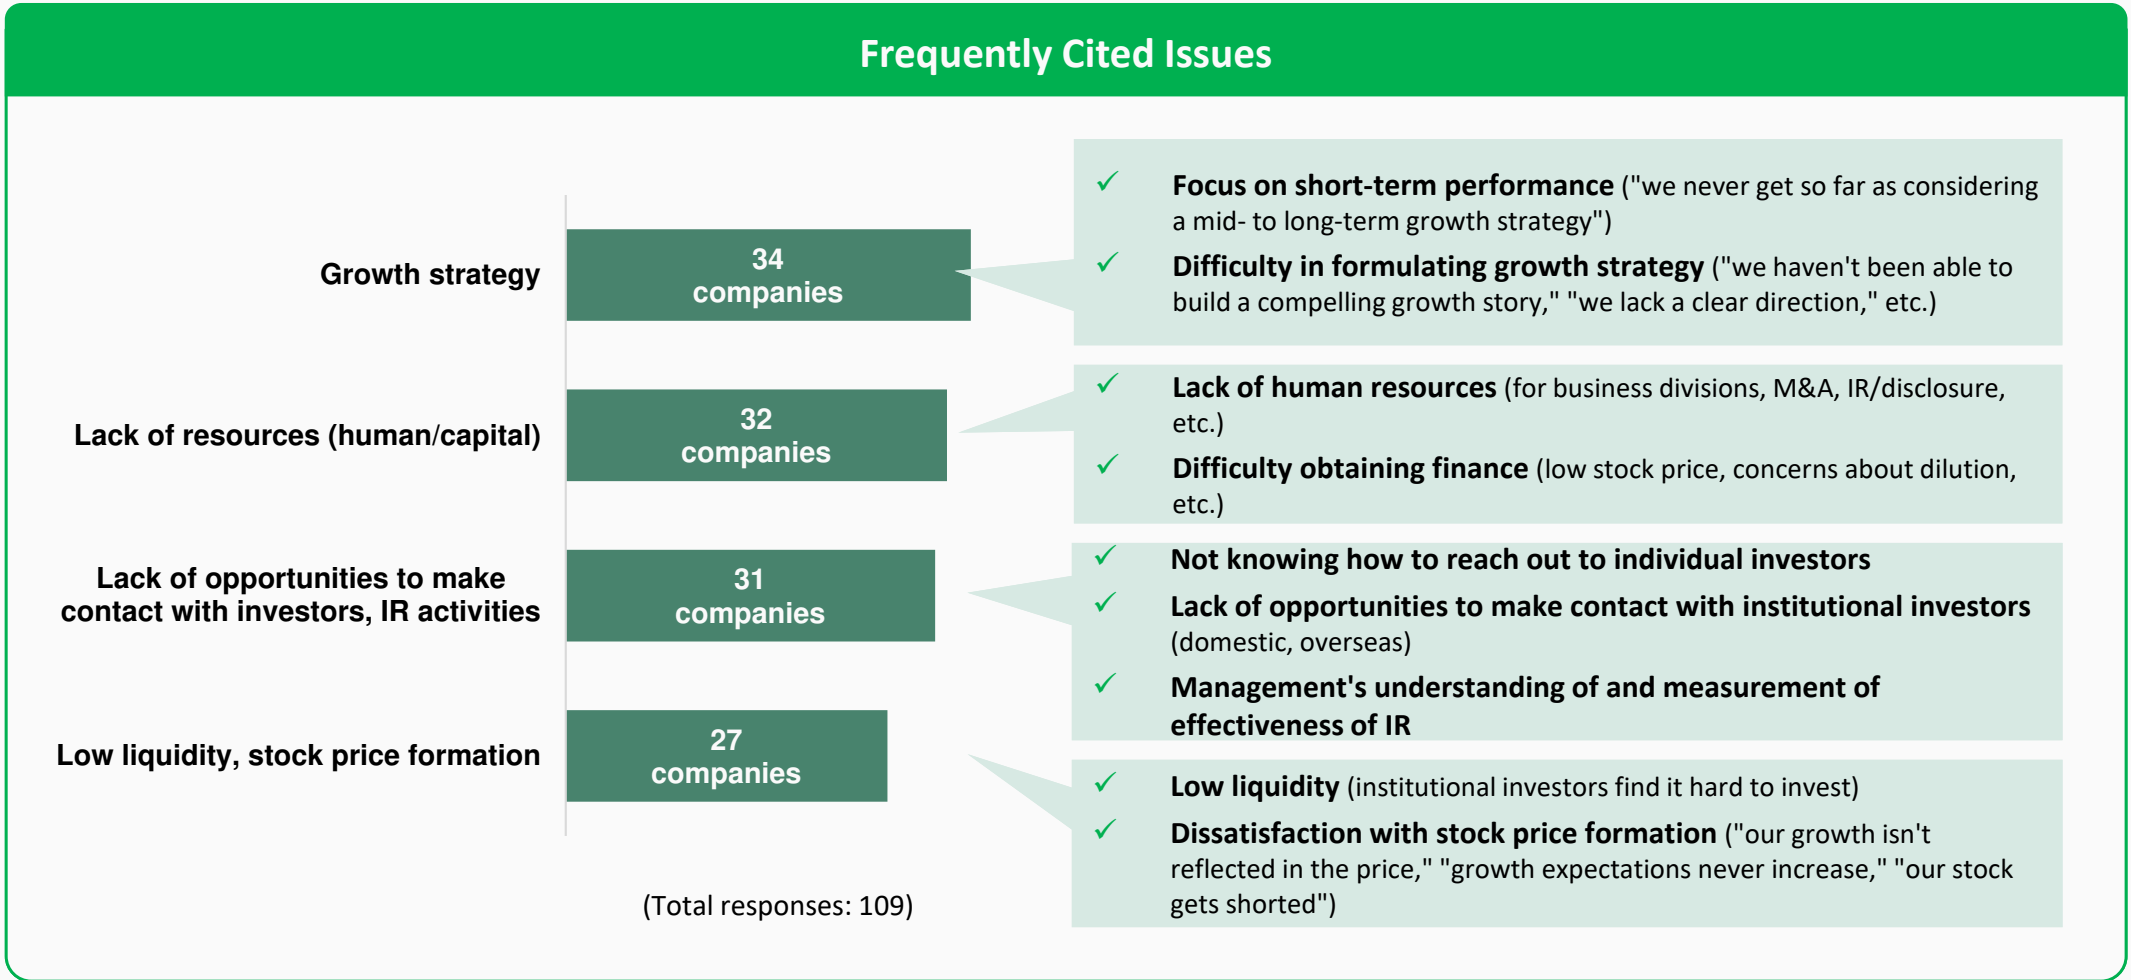 Frequently Cited Issues
Growth strategy
34
companies
✓ Focus on short-term performance ("we never get so far as considering
a mid- to long-term growth strategy")
✓ Difficulty in formulating growth strategy ("we haven't been able to
build a compelling growth story," "we lack a clear direction," etc.)
Lack of resources (human/capital)
32
companies
✓ Lack of human resources (for business divisions, M&A, IR/disclosure,
etc.)
✓ Difficulty obtaining finance (low stock price, concerns about dilution,
etc.)
Lack of opportunities to make
contact with investors, IR activities
31
companies
✓ Not knowing how to reach out to individual investors
✓ Lack of opportunities to make contact with institutional investors
(domestic, overseas)
✓ Management's understanding of and measurement of
effectiveness of IR
Low liquidity, stock price formation
27
companies
✓ Low liquidity (institutional investors find it hard to invest)
✓ Dissatisfaction with stock price formation ("our growth isn't
reflected in the price," "growth expectations never increase," "our stock
gets shorted")
(Total responses: 109)